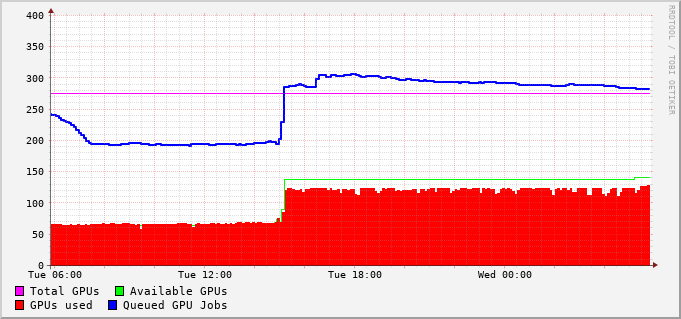 RRDTOOL / TOBI OETIKER
400
350
300
250
200
150
100
50
0
Tue 06:00 Tue 12:00 Tue 18:00 Wed 00:00
Total GPUs Available GPUs
GPUs used Queued GPU Jobs